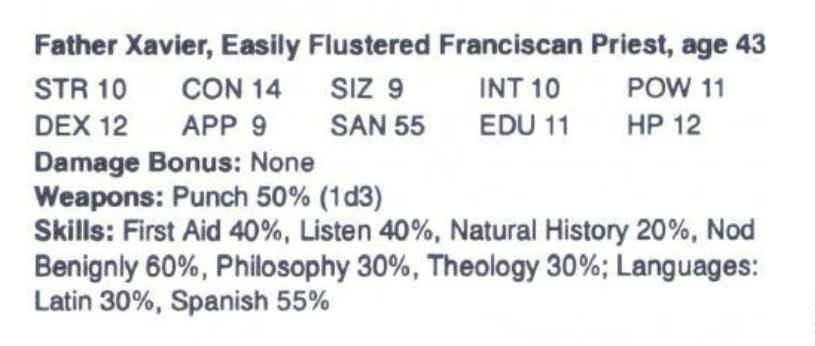 Father Xavier, Easily Flustered Franciscan Priest, age 43
STR 10 CON 14 SIZ 9 INT 10 POW 11
DEX 12 APP 9 SAN 55 EDU 11 HP 12
Damage Bonus: None
Weapons: Punch 50% (1d3)
Skills: First Aid 40%, Listen 40%, Natural History 20%, Nod
Benignly 60%, Philosophy 30%, Theology 30%; Languages:
Latin 30%, Spanish 55%